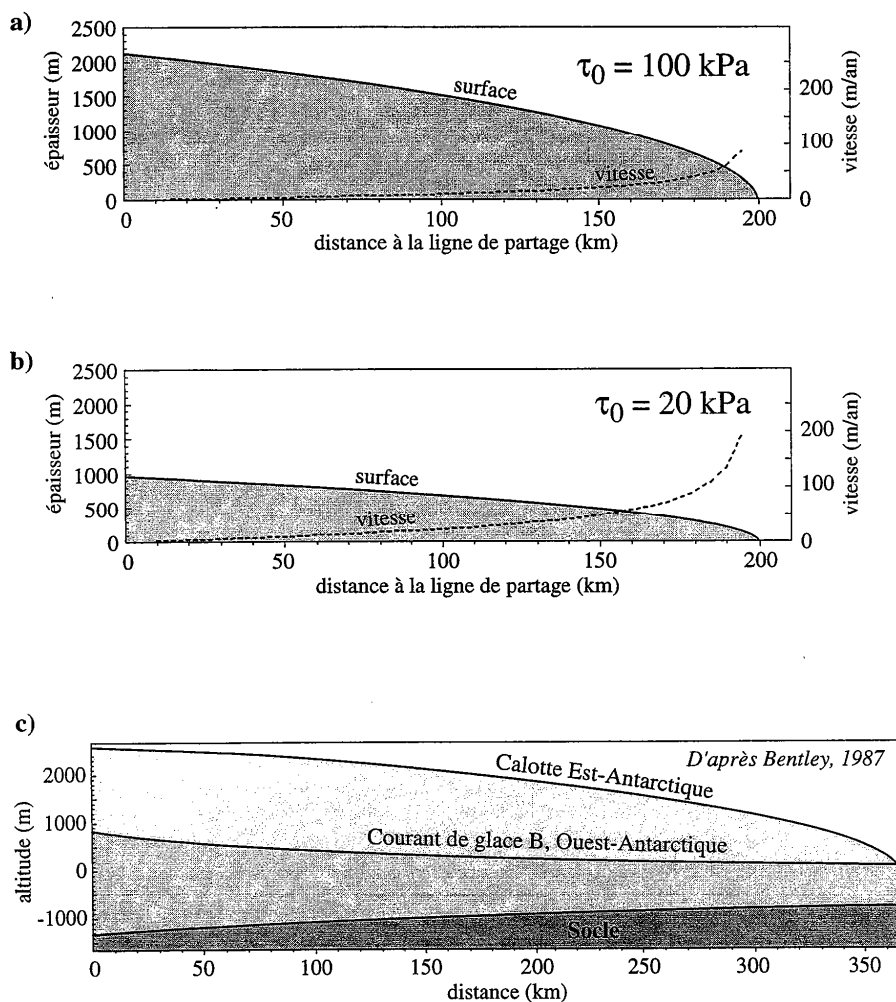 a)
2500
2000
1500
1000
500
0
épaisseur (m)
surface
τ0 = 100 kPa
vitesse
200
100
0
vitesse (m/an)
0 50 100 150 200
distance à la ligne de partage (km)
b)
2500
2000
1500
1000
500
0
épaisseur (m)
τ0 = 20 kPa
surface
vitesse
200
100
0
vitesse (m/an)
0 50 100 150 200
distance à la ligne de partage (km)
c)
D'après Bentley, 1987
2000
1000
0
-1000
altitude (m)
Calotte Est-Antarctique
Courant de glace B, Ouest-Antarctique
Socle
0 50 100 150 200 250 300 350
distance (km)